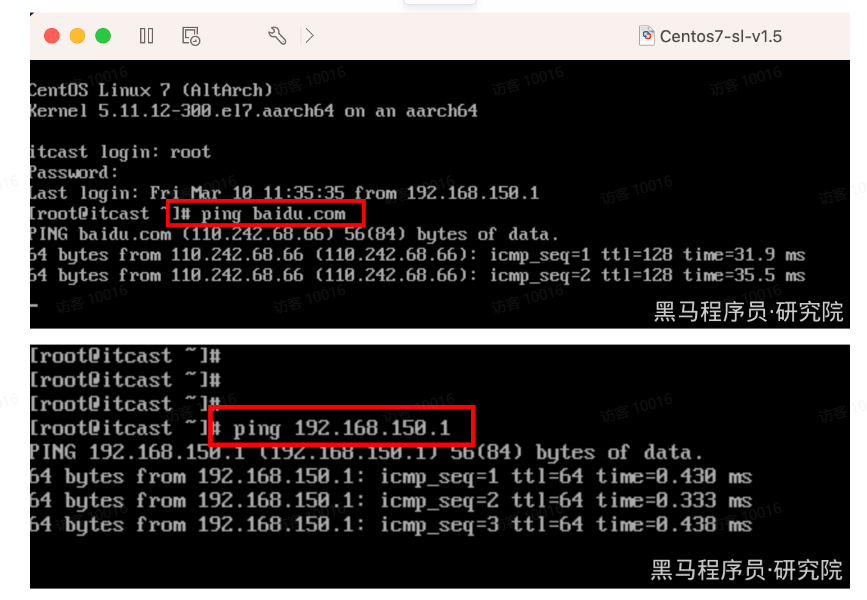 Centos7-sl-v1.5
CentOS Linux 7 (AltArch)
Kernel 5.11.12-300.el7.aarch64 on an aarch64
itcast login: root
Password:
Last login: Fri Mar 10 11:35:35 from 192.168.150.1
[root@itcast ~]# ping baidu.com
PING baidu.com (110.242.68.66) 56(84) bytes of data.
64 bytes from 110.242.68.66 (110.242.68.66): icmp_seq=1 ttl=128 time=31.9 ms
64 bytes from 110.242.68.66 (110.242.68.66): icmp_seq=2 ttl=128 time=35.5 ms
黑马程序员·研究院
[root@itcast ~]#
[root@itcast ~]#
[root@itcast ~]#
[root@itcast ~]# ping 192.168.150.1
PING 192.168.150.1 (192.168.150.1) 56(84) bytes of data.
64 bytes from 192.168.150.1: icmp_seq=1 ttl=64 time=0.430 ms
64 bytes from 192.168.150.1: icmp_seq=2 ttl=64 time=0.333 ms
64 bytes from 192.168.150.1: icmp_seq=3 ttl=64 time=0.438 ms
黑马程序员·研究院
访客 10016